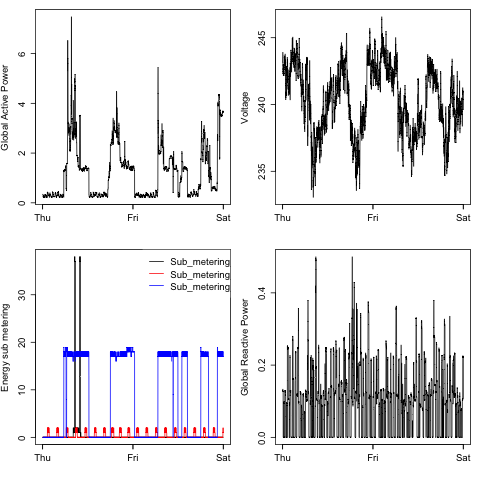 Global Active Power
6
4
2
0
Thu
Fri
Sat
Voltage
245
240
235
Thu
Fri
Sat
Energy sub metering
30
20
10
0
Sub_metering
Sub_metering
Sub_metering
Thu
Fri
Sat
Global Reactive Power
0.4
0.2
0.0
Thu
Fri
Sat